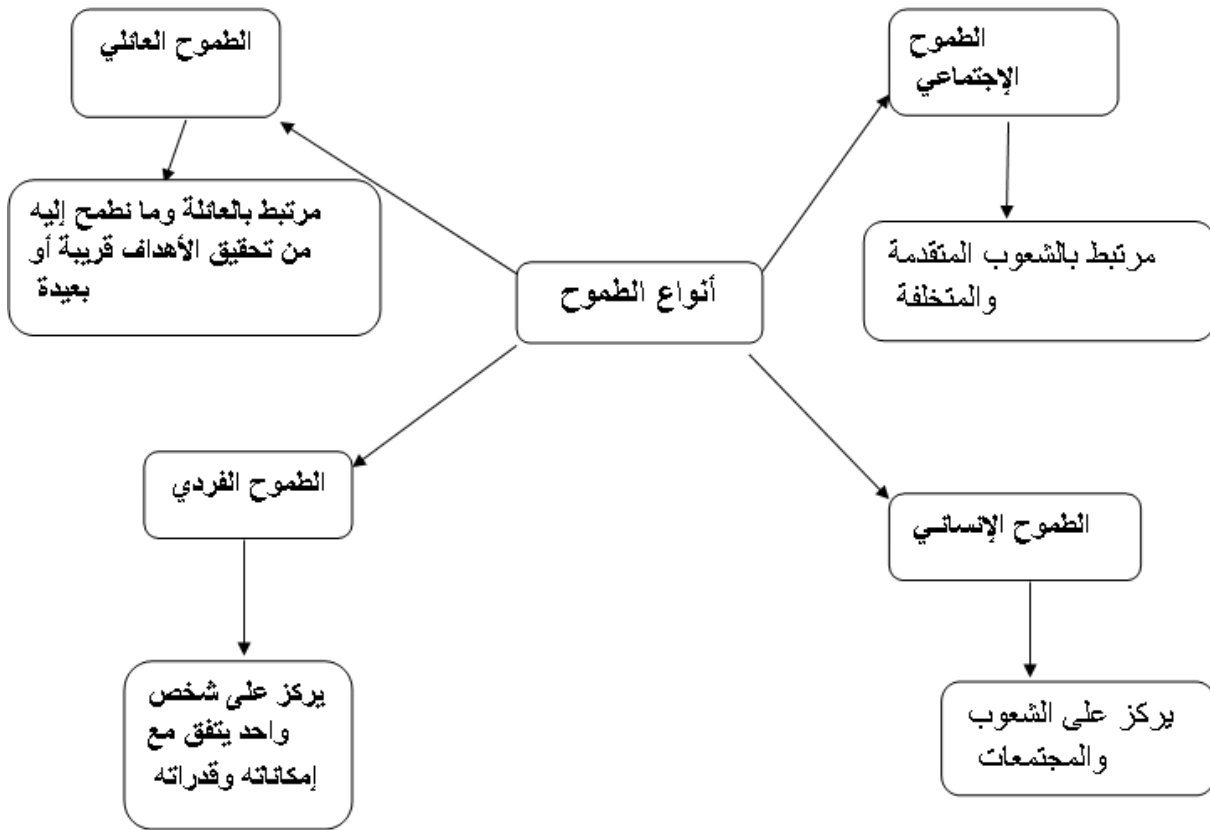 الطموح
الإجتماعي
الطموح العائلي
مرتبط بالعائلة وما نطمح إليه
من تحقيق الأهداف قريبة أو
بعيدة
مرتبط بالشعوب المتقدمة
والمتخلفة
أنواع الطموح
الطموح الفردي
الطموح الإنساني
يركز على شخص
واحد يتفق مع
إمكاناته وقدراته
يركز على الشعوب
والمجتمعات